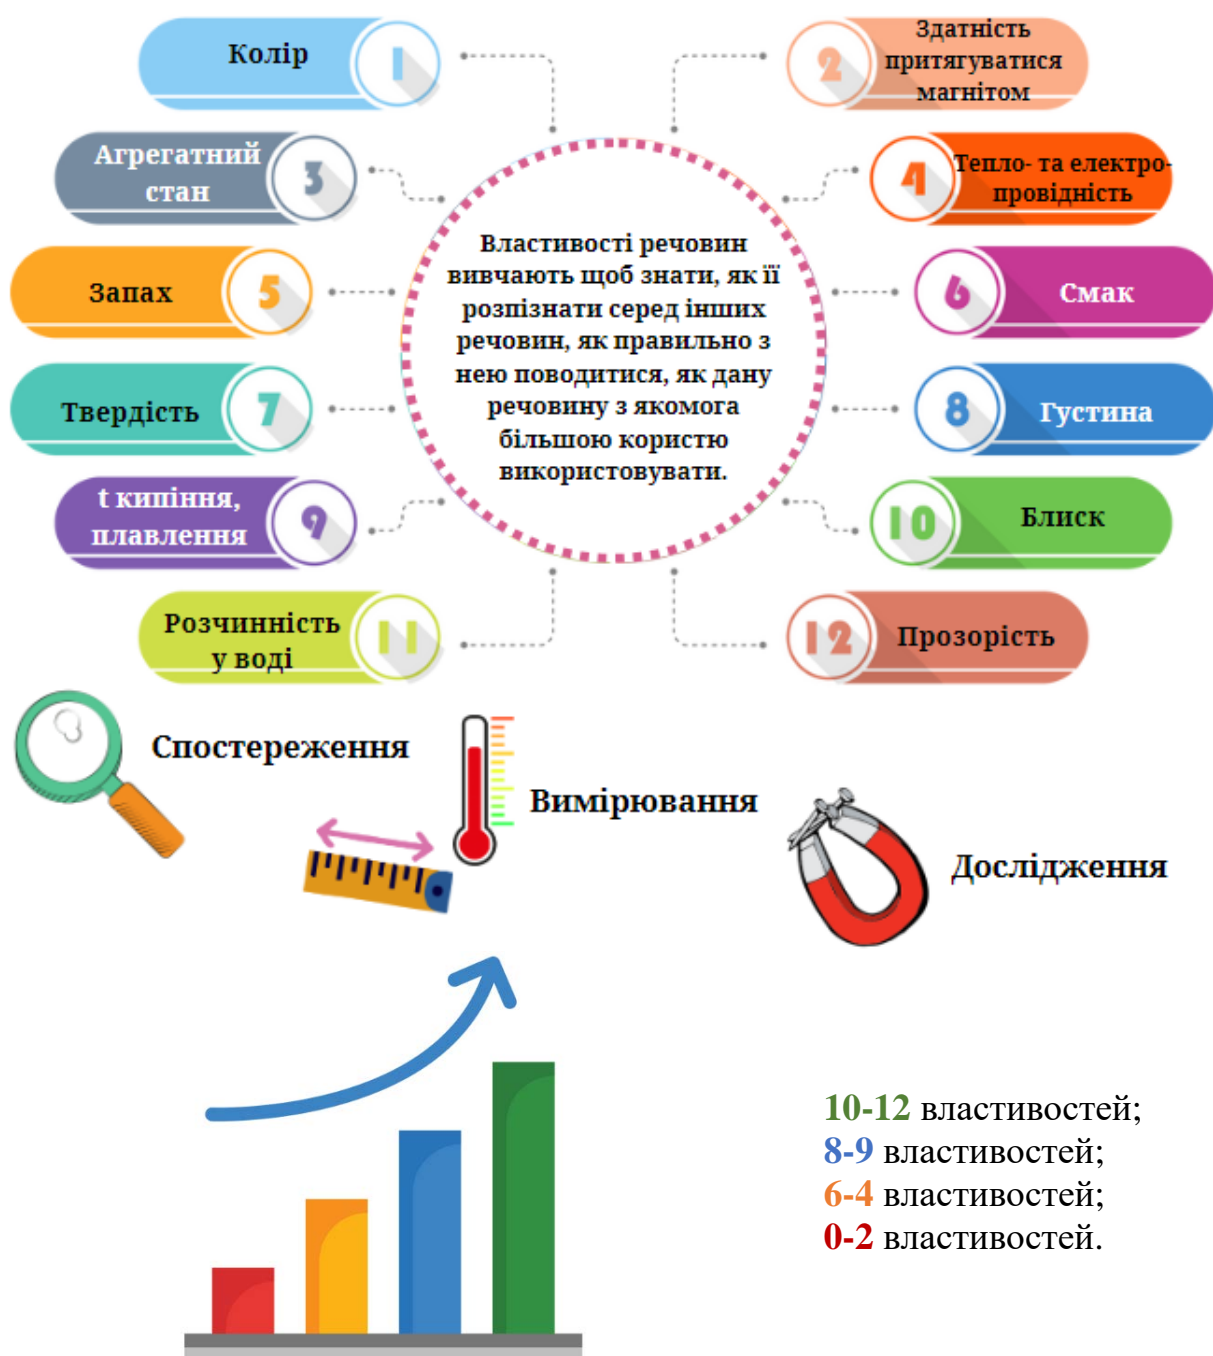 Колір
1
2
Здатність
притягуватися
магнітом
Агрегатний
стан
3
4
Тепло- та електро-
провідність
Запах
5
6
Смак
Твердість
7
8
Густина
t кипіння,
плавлення
9
10
Блиск
Розчинність
у воді
11
12
Прозорість
Властивості речовин
вивчають щоб знати, як її
розпізнати серед інших
речовин, як правильно з
нею поводитися, як дану
речовину з якомога
більшою користю
використовувати.
Спостереження
Вимірювання
Дослідження
10-12 властивостей;
8-9 властивостей;
6-4 властивостей;
0-2 властивостей.